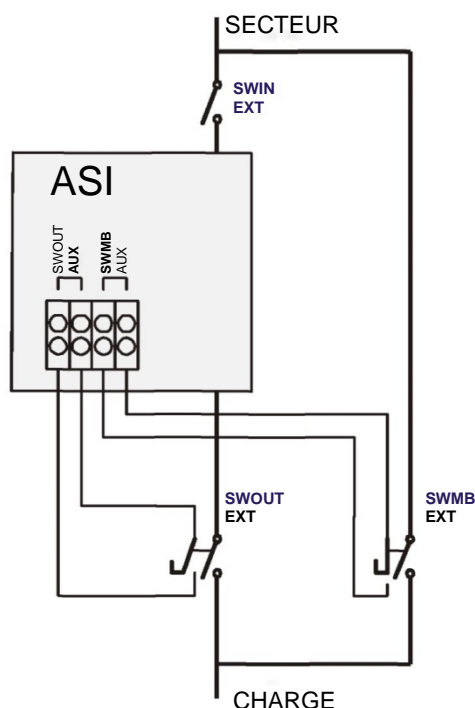 SECTEUR
SWIN
EXT
ASI
SWOUT
AUX
SWMB
AUX
SWOUT
EXT
SWMB
EXT
CHARGE